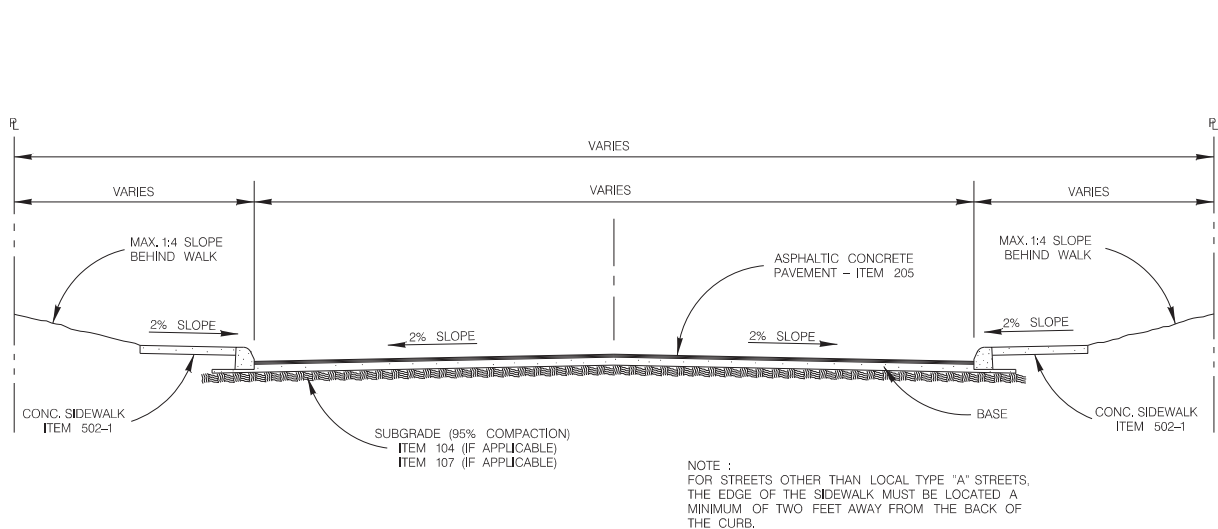 PL
PL
VARIES
VARIES
VARIES
VARIES
MAX. 1:4 SLOPE
BEHIND WALK
MAX. 1:4 SLOPE
BEHIND WALK
ASPHALTIC CONCRETE
PAVEMENT – ITEM 205
2% SLOPE
2% SLOPE
2% SLOPE
2% SLOPE
CONC. SIDEWALK
ITEM 502–1
SUBGRADE (95% COMPACTION)
ITEM 104 (IF APPLICABLE)
ITEM 107 (IF APPLICABLE)
BASE
CONC. SIDEWALK
ITEM 502–1
NOTE :
FOR STREETS OTHER THAN LOCAL TYPE "A" STREETS,
THE EDGE OF THE SIDEWALK MUST BE LOCATED A
MINIMUM OF TWO FEET AWAY FROM THE BACK OF
THE CURB.